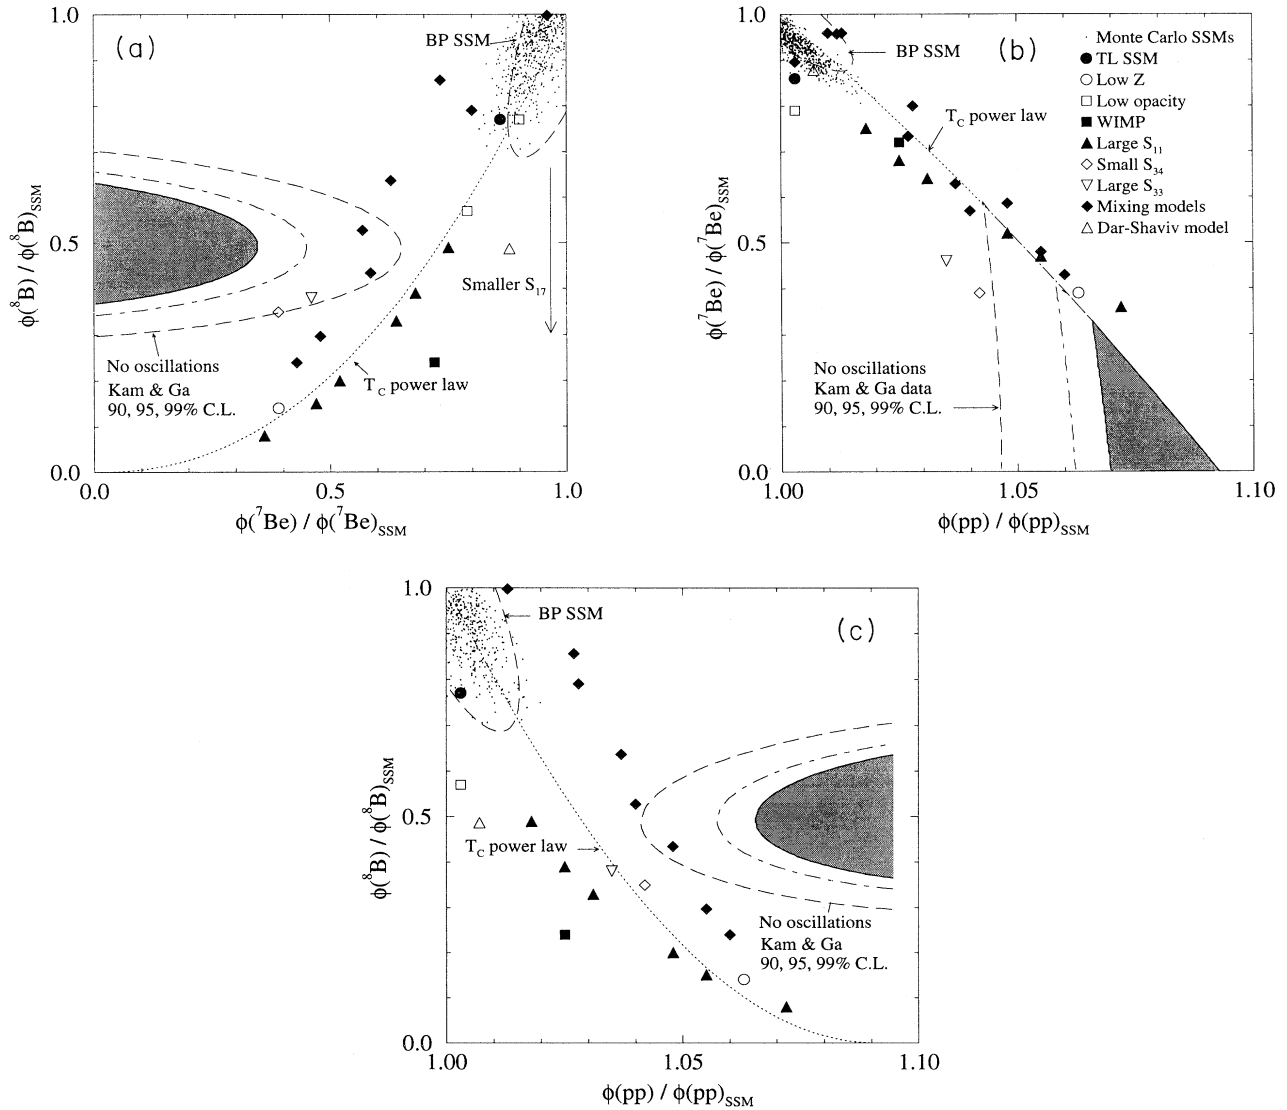 1.0
(a)
BP SSM
0.5
ϕ(⁸B) / ϕ(⁸B)SSM
Smaller S₁₇
No oscillations
Kam & Ga
90, 95, 99% C.L.
T_C power law
0.0
0.0
0.5
1.0
ϕ(⁷Be) / ϕ(⁷Be)SSM
1.0
(b)
BP SSM
Monte Carlo SSMs
TL SSM
Low Z
Low opacity
WIMP
Large S₁₁
Small S₃₄
Large S₃₃
Mixing models
Dar-Shaviv model
T_C power law
0.5
ϕ(⁷Be) / ϕ(⁷Be)SSM
No oscillations
Kam & Ga data
90, 95, 99% C.L.
0.0
1.00
1.05
1.10
ϕ(pp) / ϕ(pp)SSM
1.0
(c)
BP SSM
0.5
ϕ(⁸B) / ϕ(⁸B)SSM
T_C power law
No oscillations
Kam & Ga
90, 95, 99% C.L.
0.0
1.00
1.05
1.10
ϕ(pp) / ϕ(pp)SSM